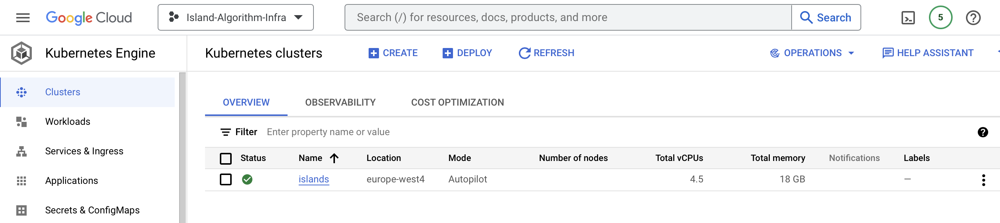 Google Cloud Island-Algorithm-Infra Search (/) for resources, docs, products, and more Search 5
Kubernetes Engine
Kubernetes clusters CREATE DEPLOY REFRESH OPERATIONS HELP ASSISTANT
Clusters
Workloads
Services & Ingress
Applications
Secrets & ConfigMaps
OVERVIEW OBSERVABILITY COST OPTIMIZATION
Filter Enter property name or value
Status Name Location Mode Number of nodes Total vCPUs Total memory Notifications Labels
islands europe-west4 Autopilot 4.5 18 GB —